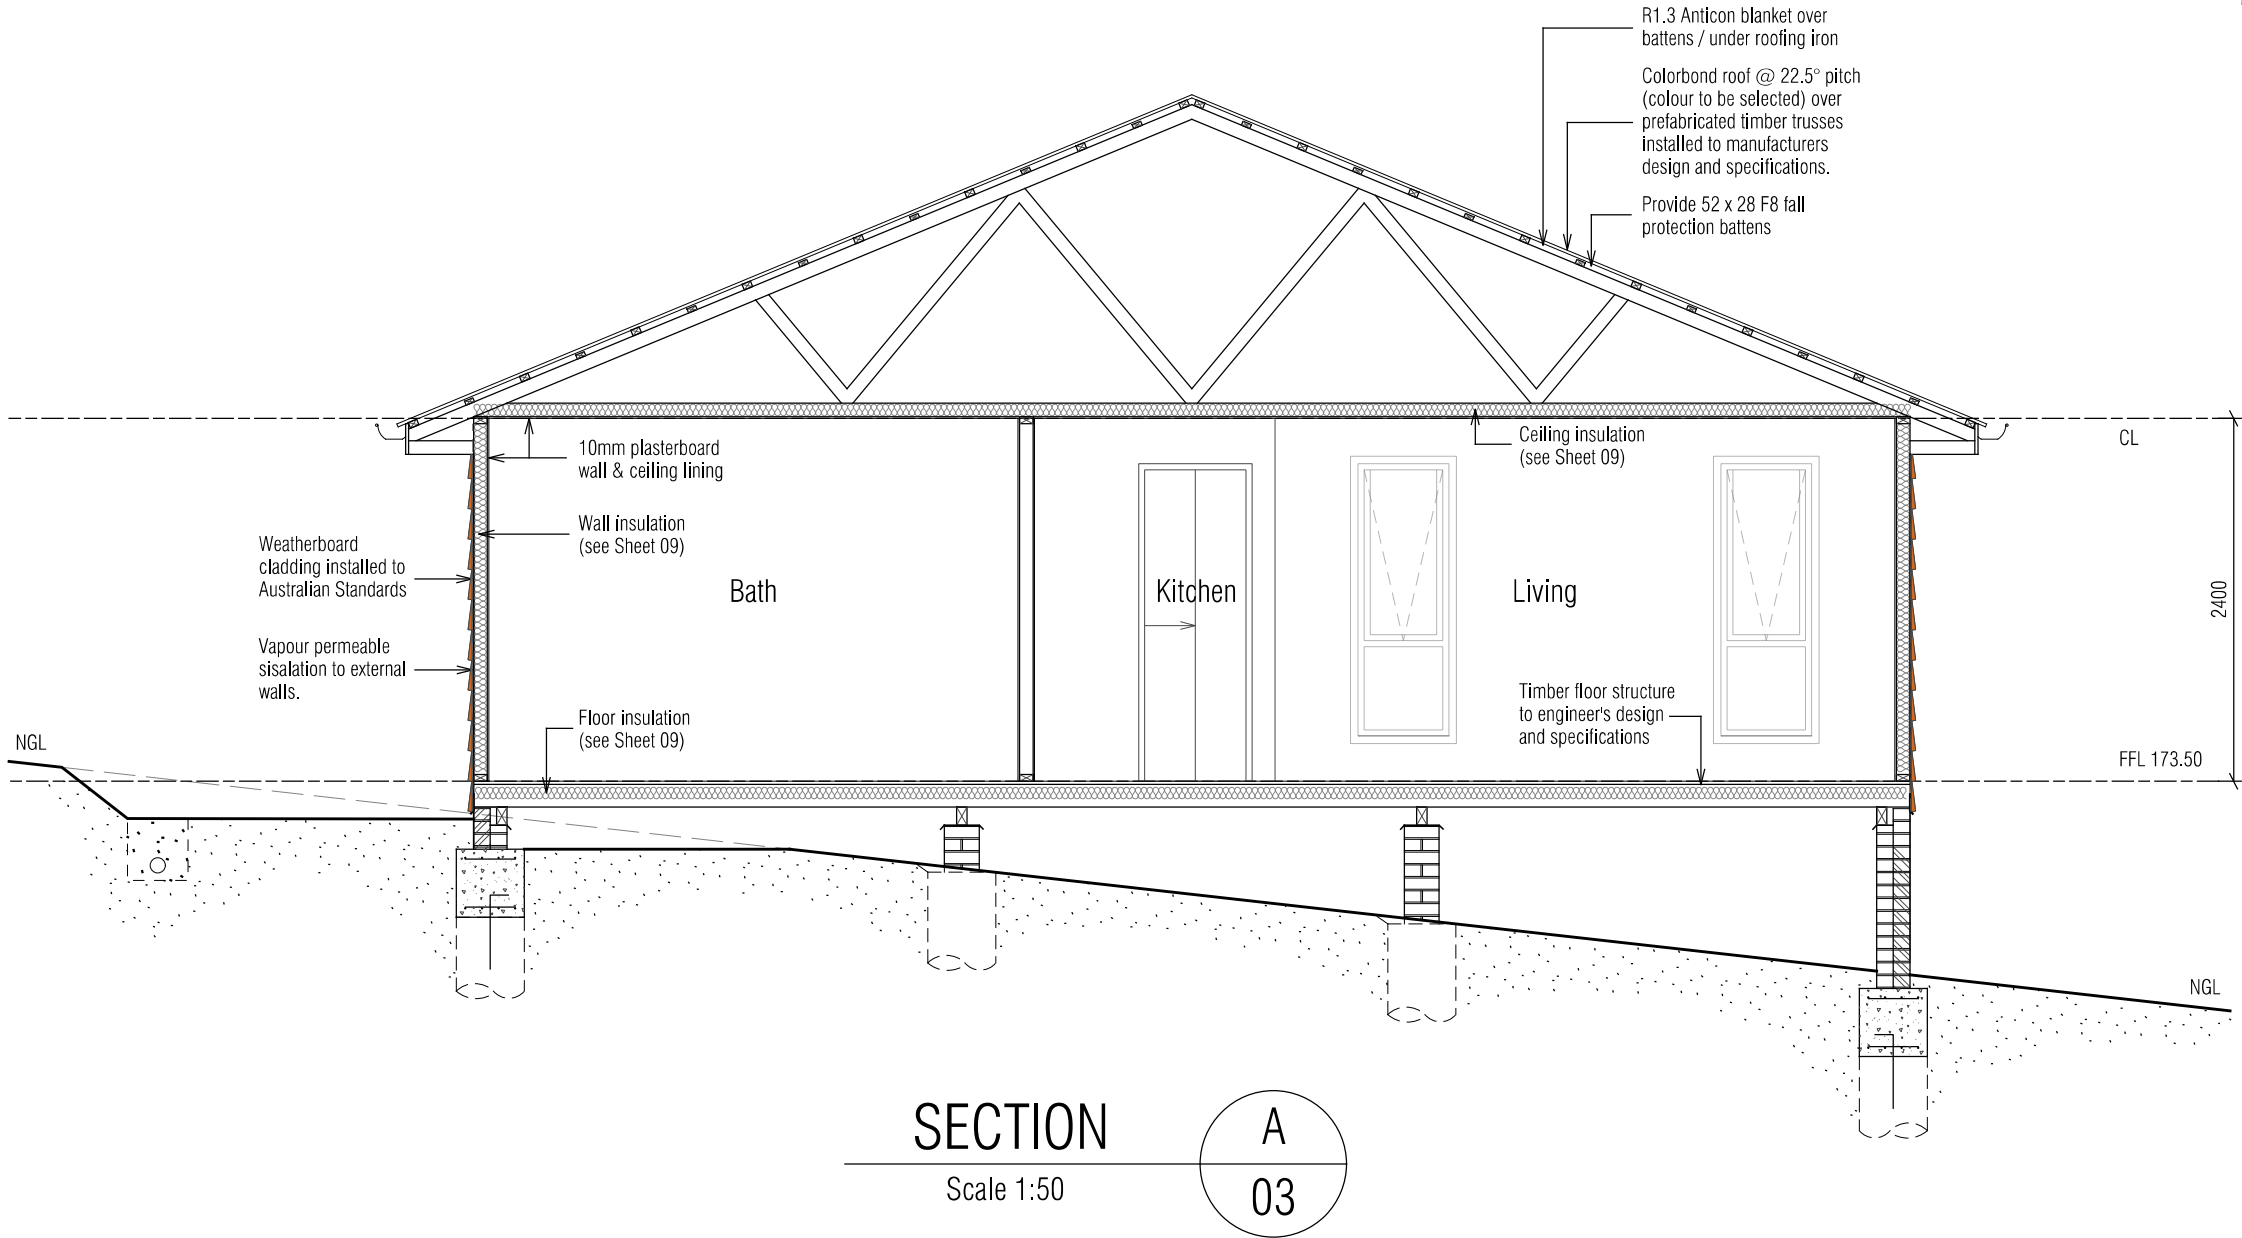 R1.3 Anticon blanket over
battens / under roofing iron
Colorbond roof @ 22.5° pitch
(colour to be selected) over
prefabricated timber trusses
installed to manufacturers
design and specifications.
Provide 52 x 28 F8 fall
protection battens
CL
10mm plasterboard
wall & ceiling lining
Ceiling insulation
(see Sheet 09)
Wall insulation
(see Sheet 09)
Weatherboard
cladding installed to
Australian Standards
Bath
Kitchen
Living
2400
Vapour permeable
sisalation to external
walls.
Floor insulation
(see Sheet 09)
Timber floor structure
to engineer's design
and specifications
NGL
FFL 173.50
NGL
SECTION
Scale 1:50
A
03